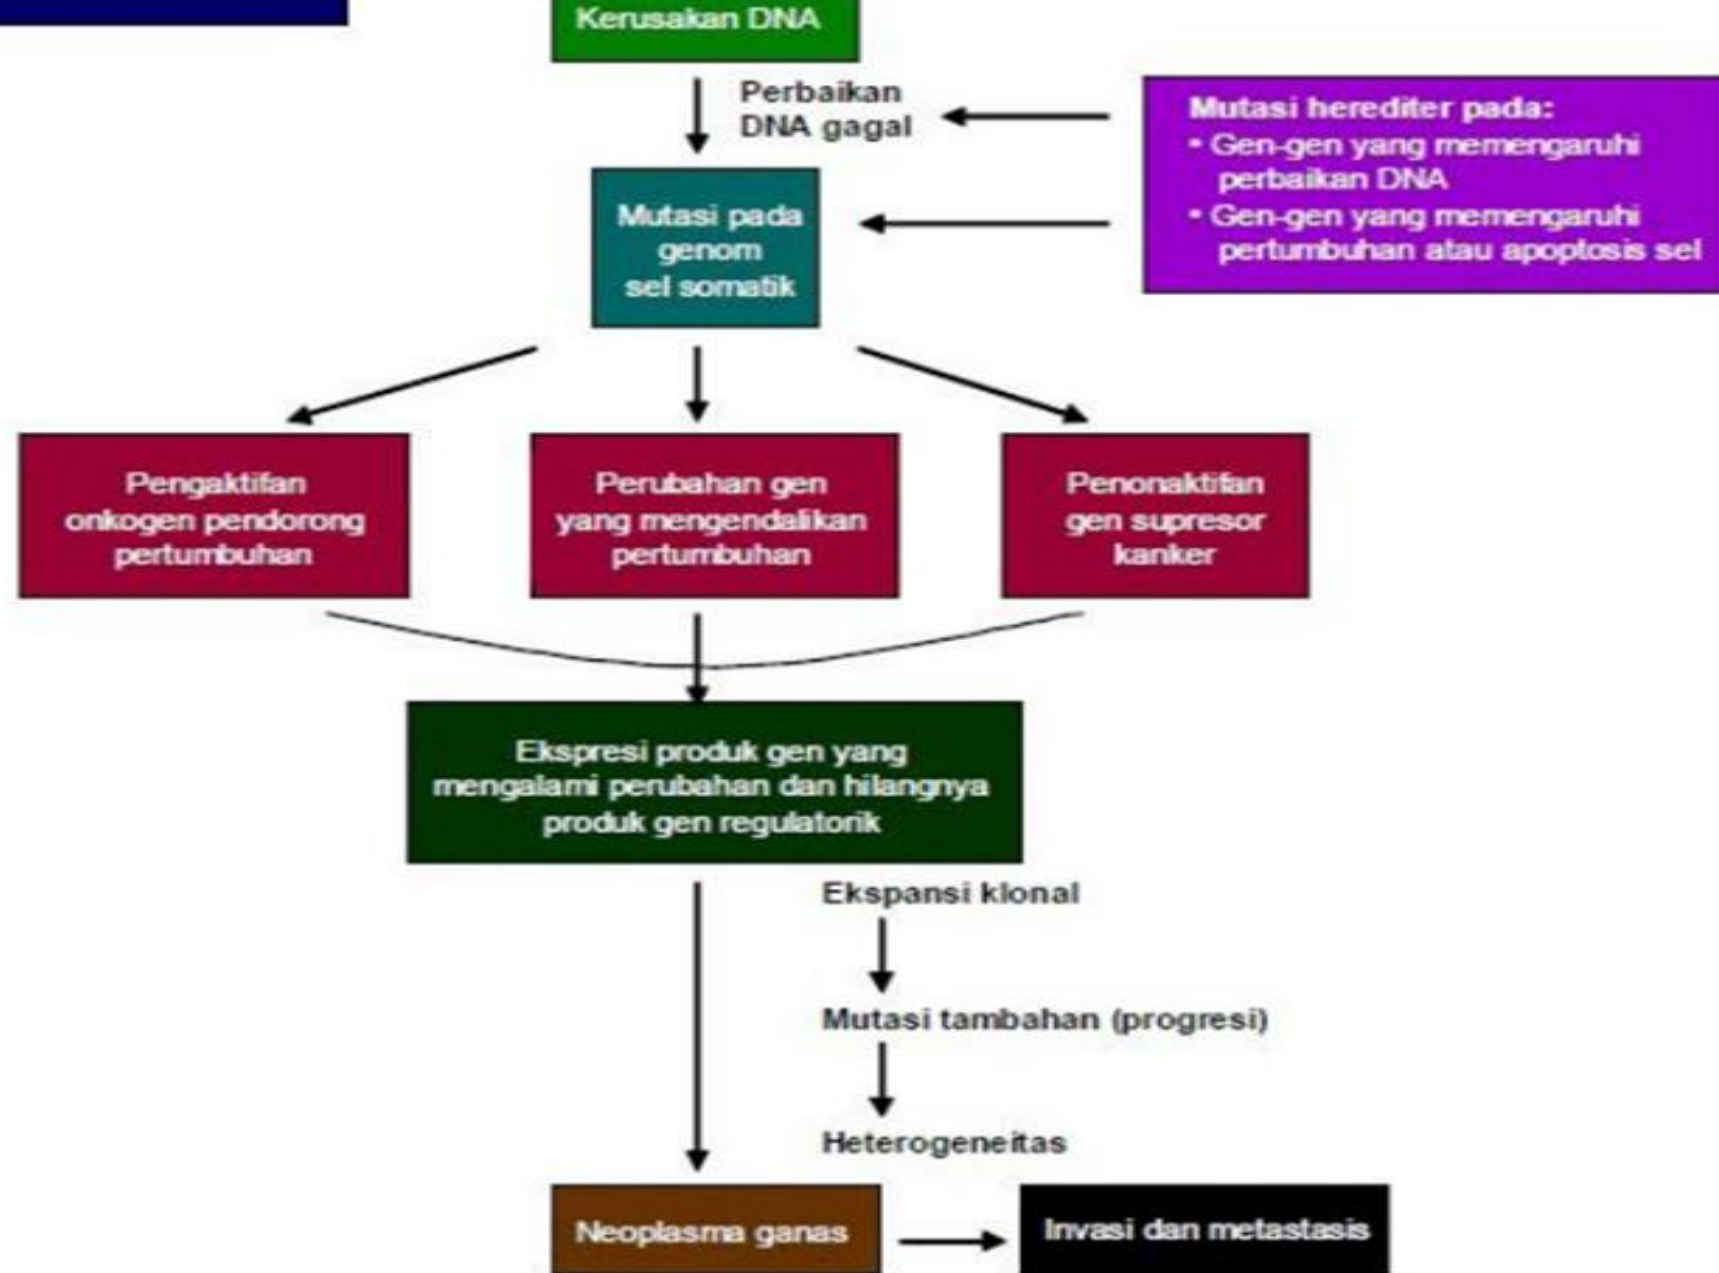 Kerusakan DNA
Perbaikan
DNA gagal
Mutasi herediter pada:
• Gen-gen yang memengaruhi
perbaikan DNA
• Gen-gen yang memengaruhi
pertumbuhan atau apoptosis sel
Mutasi pada
genom
sel somatik
Pengaktifan
onkogen pendorong
pertumbuhan
Perubahan gen
yang mengendalikan
pertumbuhan
Penonaktifan
gen supresor
kanker
Ekspresi produk gen yang
mengalami perubahan dan hilangnya
produk gen regulatorik
Ekspansi klonal
Mutasi tambahan (progresi)
Heterogeneitas
Neoplasma ganas
Invasi dan metastasis